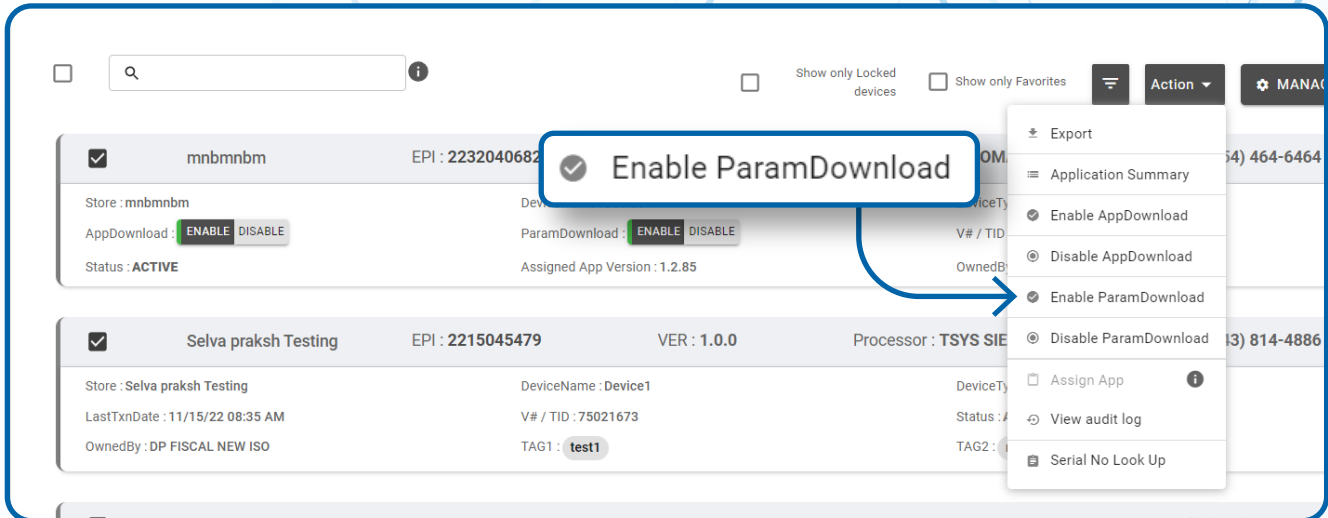 Show only Locked
devices
Show only Favorites
Action
MANAG
mnbmnbm EPI : 2232040682 54) 464-6464
Enable ParamDownload
Store : mnbmnbm
AppDownload : ENABLE DISABLE ParamDownload : ENABLE DISABLE V# / TID
Status : ACTIVE Assigned App Version : 1.2.85
Selva praksh Testing EPI : 2215045479 VER : 1.0.0 Processor : TSYS SIE 43) 814-4886
Store : Selva praksh Testing DeviceName : Device1
LastTxnDate : 11/15/22 08:35 AM V# / TID : 75021673 Status : A
OwnedBy : DP FISCAL NEW ISO TAG1 : test1 TAG2 :
Export
Application Summary
Enable AppDownload
Disable AppDownload
Enable ParamDownload
Disable ParamDownload
Assign App
View audit log
Serial No Look Up